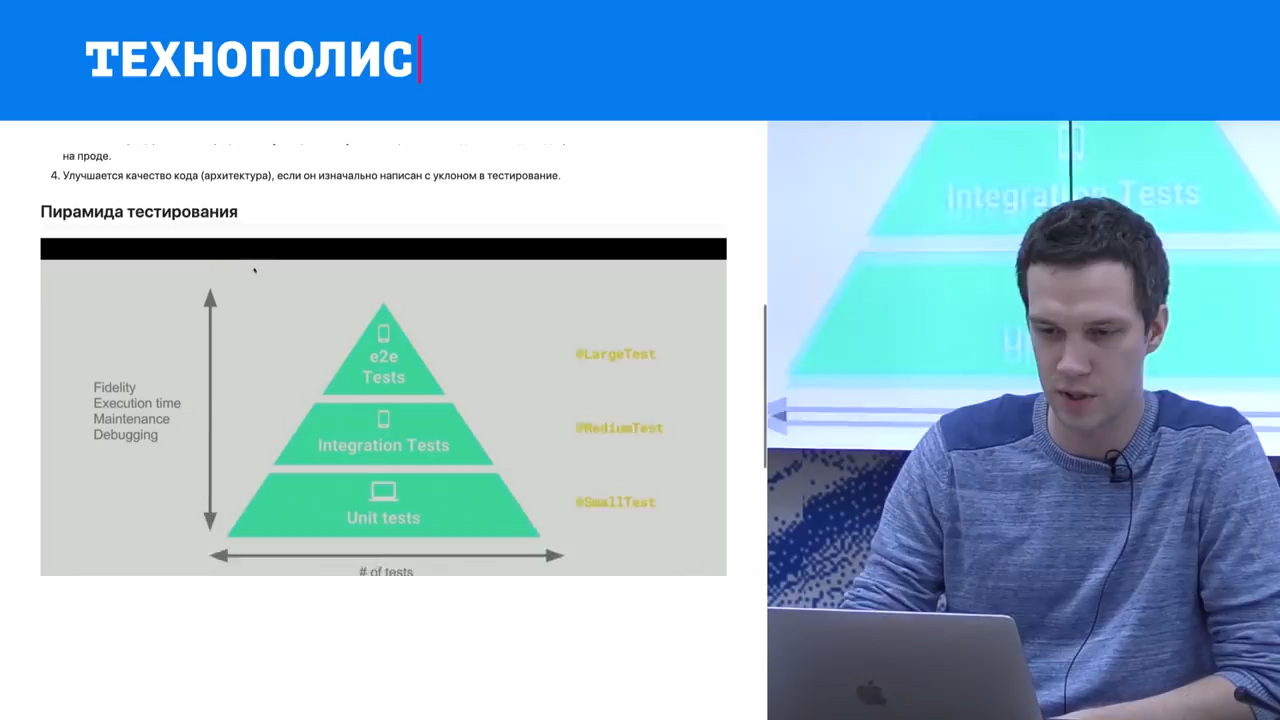 ТЕХНОПОЛИС
на проде.
4. Улучшается качество кода (архитектура), если он изначально написан с уклоном в тестирование.
Пирамида тестирования
e2e
Tests
@LargeTest
Fidelity
Execution time
Maintenance
Debugging
Integration Tests
@MediumTest
Unit tests
@SmallTest
# of tests
Integration Tests